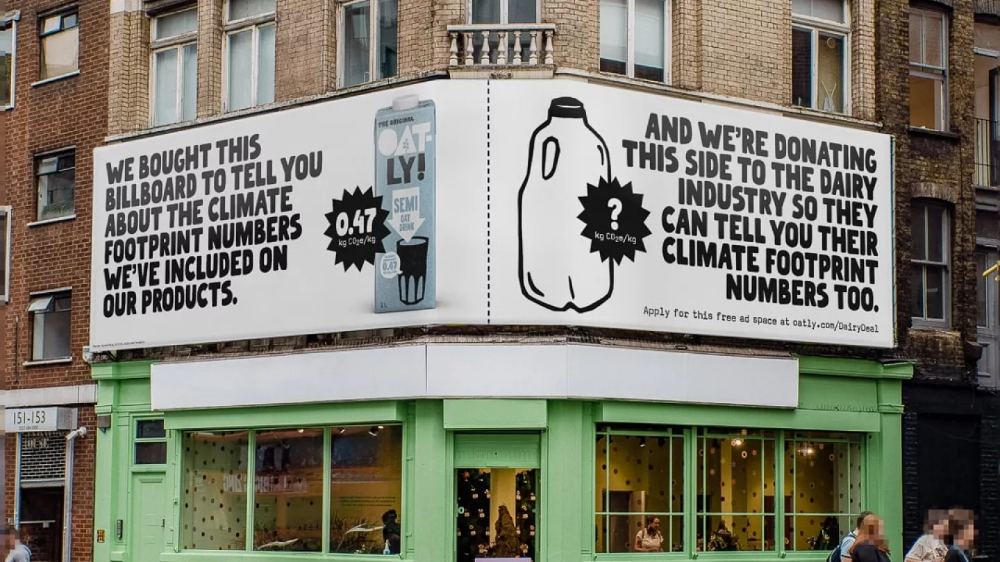 WE BOUGHT THIS
BILLBOARD TO TELL YOU
ABOUT THE CLIMATE
FOOTPRINT NUMBERS
WE'VE INCLUDED ON
OUR PRODUCTS.
0.47
kg CO₂e/kg
THE ORIGINAL
OAT-
LY!
SEMI
OAT
DRINK
0.47
1L
?
kg CO₂e/kg
AND WE'RE DONATING
THIS SIDE TO THE DAIRY
INDUSTRY SO THEY
CAN TELL YOU THEIR
CLIMATE FOOTPRINT
NUMBERS TOO.
Apply for this free ad space at oatly.com/DairyDeal
151-153